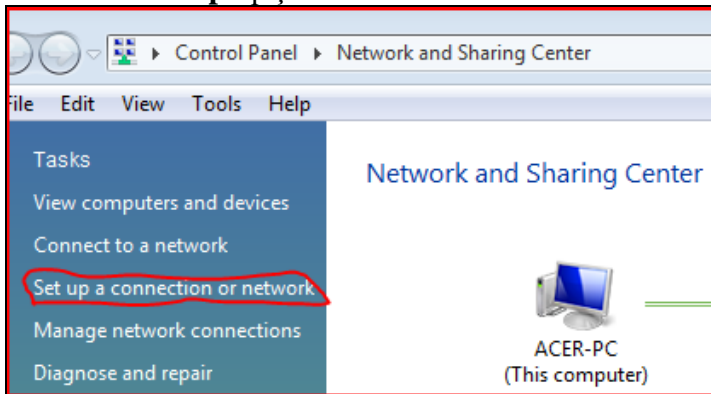 Control Panel Network and Sharing Center
File Edit View Tools Help
Tasks
View computers and devices
Connect to a network
Set up a connection or network
Manage network connections
Diagnose and repair
Network and Sharing Center
ACER-PC
(This computer)